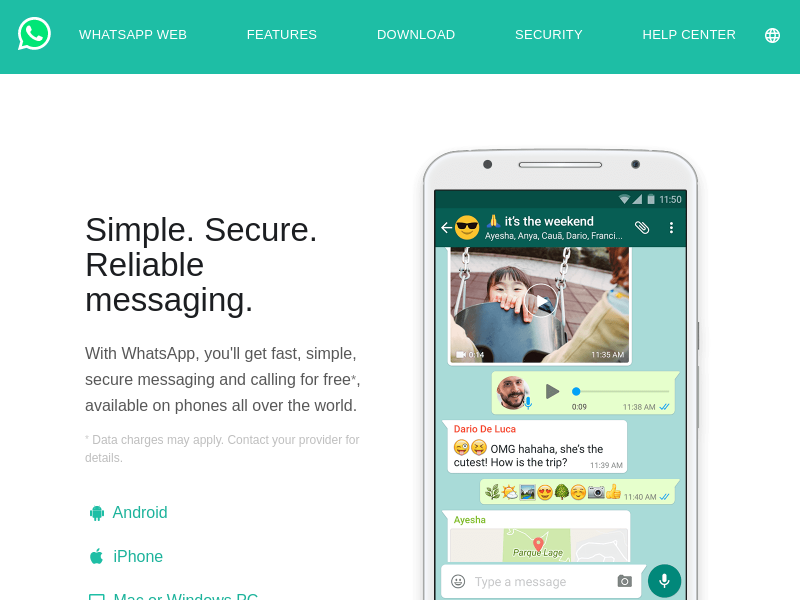 WHATSAPP WEB
FEATURES
DOWNLOAD
SECURITY
HELP CENTER
Simple. Secure.
Reliable
messaging.
With WhatsApp, you'll get fast, simple,
secure messaging and calling for free*,
available on phones all over the world.
* Data charges may apply. Contact your provider for
details.
Android
iPhone
Mac or Windows PC
11:50
it's the weekend
Ayesha, Anya, Cauã, Dario, Franci...
0:14
11:35 AM
0:09
11:38 AM
Dario De Luca
OMG hahaha, she's the
cutest! How is the trip?
11:39 AM
11:40 AM
Ayesha
Parque Lage
Type a message